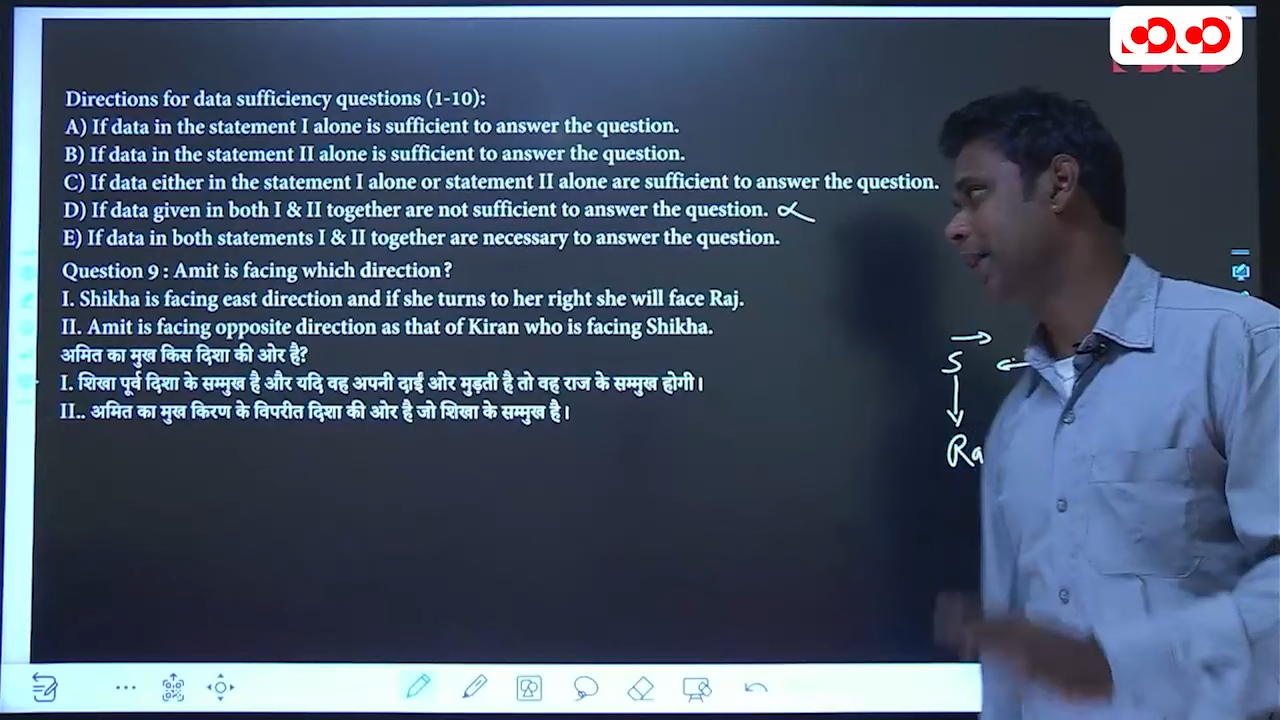 Directions for data sufficiency questions (1-10):
A) If data in the statement I alone is sufficient to answer the question.
B) If data in the statement II alone is sufficient to answer the question.
C) If data either in the statement I alone or statement II alone are sufficient to answer the question.
D) If data given in both I & II together are not sufficient to answer the question.
E) If data in both statements I & II together are necessary to answer the question.
Question 9 : Amit is facing which direction?
I. Shikha is facing east direction and if she turns to her right she will face Raj.
II. Amit is facing opposite direction as that of Kiran who is facing Shikha.
अमित का मुख किस दिशा की ओर है?
I. शिखा पूर्व दिशा के सम्मुख है और यदि वह अपनी दाईं ओर मुड़ती है तो वह राज के सम्मुख होगी।
II.. अमित का मुख किरण के विपरीत दिशा की ओर है जो शिखा के सम्मुख है।
S
Ra